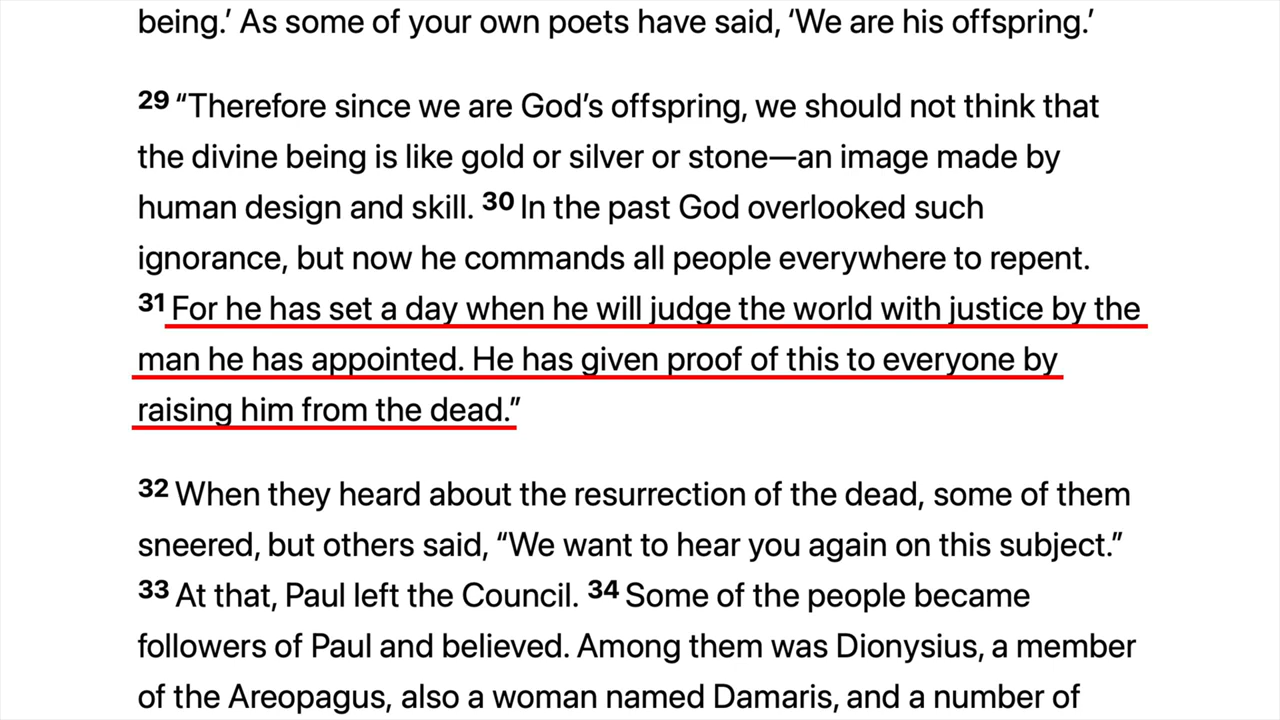 being.’ As some of your own poets have said, ‘We are his offspring.’
29 “Therefore since we are God’s offspring, we should not think that
the divine being is like gold or silver or stone—an image made by
human design and skill. 30 In the past God overlooked such
ignorance, but now he commands all people everywhere to repent.
31 For he has set a day when he will judge the world with justice by the
man he has appointed. He has given proof of this to everyone by
raising him from the dead.”
32 When they heard about the resurrection of the dead, some of them
sneered, but others said, “We want to hear you again on this subject.”
33 At that, Paul left the Council. 34 Some of the people became
followers of Paul and believed. Among them was Dionysius, a member
of the Areopagus, also a woman named Damaris, and a number of